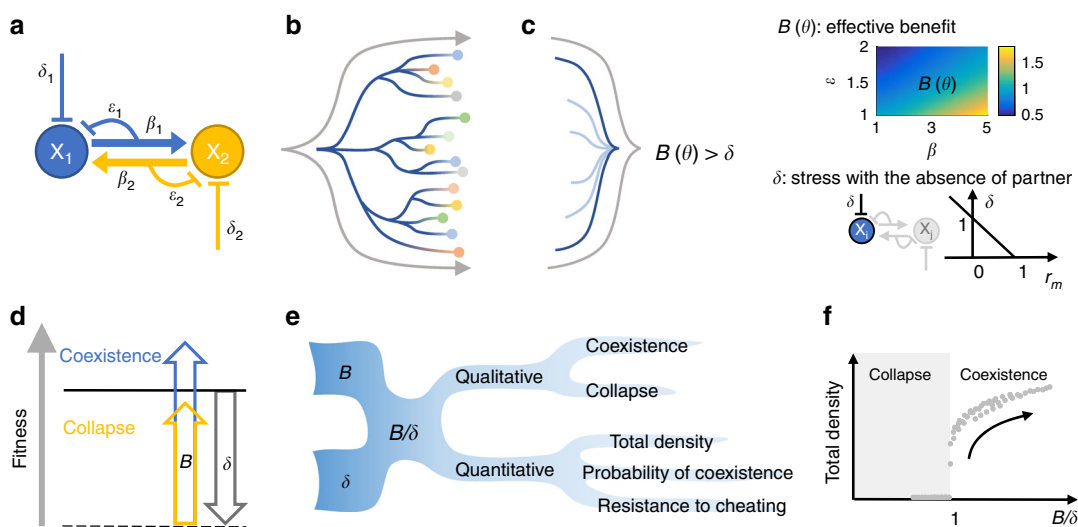 a
δ1
ε1
β1
X1
X2
β2
ε2
δ2
b
c
B (θ) > δ
B (θ): effective benefit
2
ε
1.5
1
B (θ)
1
3
5
β
1.5
1
0.5
δ: stress with the absence of partner
δ
Xi
Xj
δ
1
0
1
rm
d
Fitness
Coexistence
Collapse
B
δ
e
B
δ
B/δ
Qualitative
Quantitative
Coexistence
Collapse
Total density
Probability of coexistence
Resistance to cheating
f
Total density
Collapse
Coexistence
1
B/δ